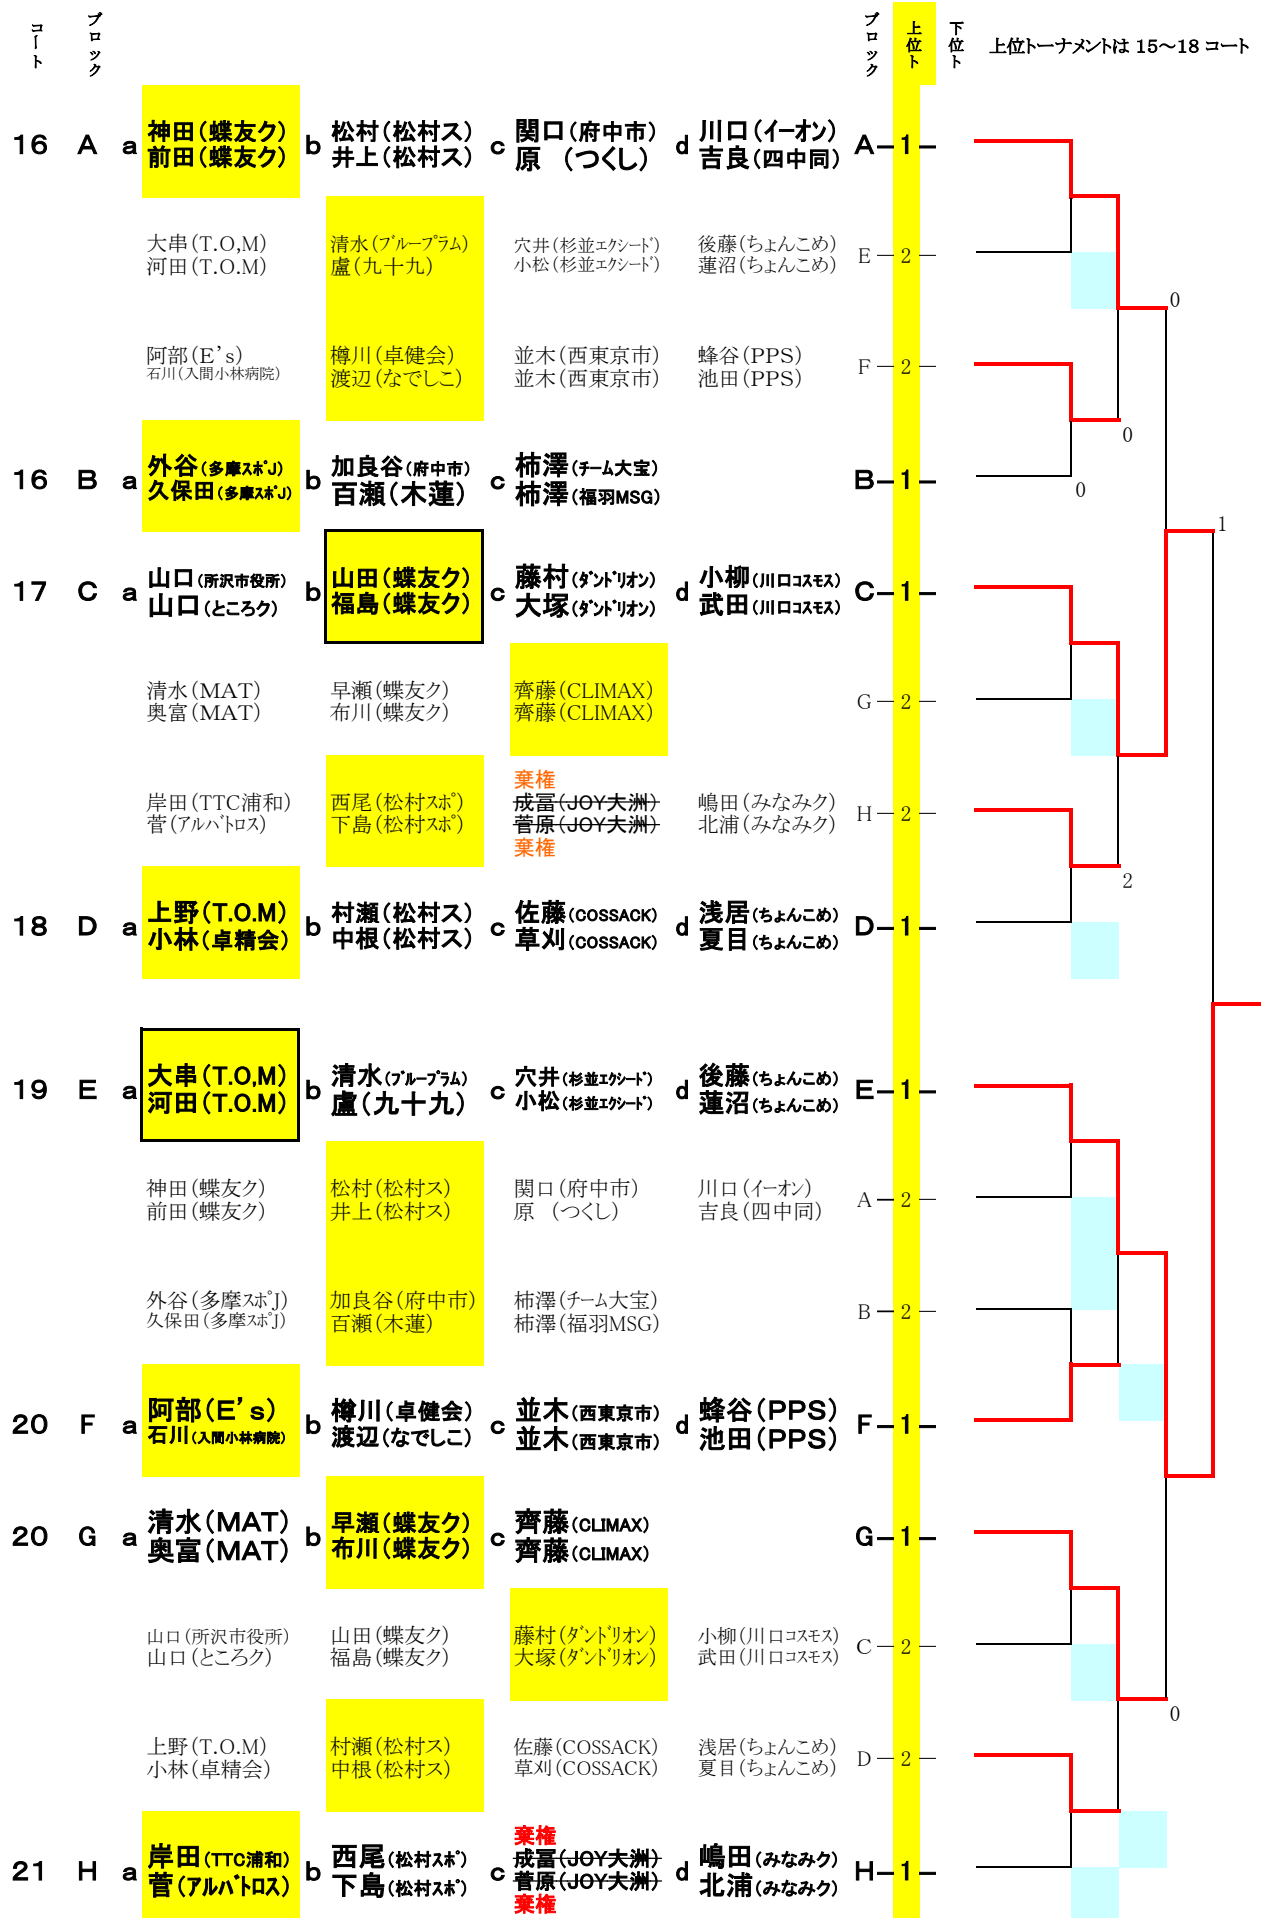 コート ブロック ブロック 上位ト 下位ト 上位トーナメントは 15～18 コート
16 A a 神田(蝶友ク) b 松村(松村ス) c 関口(府中市) d 川口(イーオン) A 1
前田(蝶友ク) 井上(松村ス) 原 (つくし) 吉良(四中同)
大串(T.O,M) 清水(ブループラム) 穴井(杉並エクシード) 後藤(ちょんこめ) E 2
河田(T.O.M) 盧(九十九) 小松(杉並エクシード) 蓮沼(ちょんこめ)
0
阿部(E’s) 樽川(卓健会) 並木(西東京市) 蜂谷(PPS) F 2
石川(入間小林病院) 渡辺(なでしこ) 並木(西東京市) 池田(PPS)
0
16 B a 外谷(多摩スポJ) b 加良谷(府中市) c 柿澤(チーム大宝) B 1
久保田(多摩スポJ) 百瀬(木蓮) 柿澤(福羽MSG)
0
1
17 C a 山口(所沢市役所) b 山田(蝶友ク) c 藤村(ダンドリオン) d 小柳(川口コスモス) C 1
山口(ところク) 福島(蝶友ク) 大塚(ダンドリオン) 武田(川口コスモス)
清水(MAT) 早瀬(蝶友ク) 齊藤(CLIMAX) G 2
奥富(MAT) 布川(蝶友ク) 齊藤(CLIMAX)
棄権
岸田(TTC浦和) 西尾(松村スポ) 成冨(JOY大洲) 嶋田(みなみク) H 2
菅(アルバトロス) 下島(松村スポ) 菅原(JOY大洲) 北浦(みなみク)
棄権
2
18 D a 上野(T.O.M) b 村瀬(松村ス) c 佐藤(COSSACK) d 浅居(ちょんこめ) D 1
小林(卓精会) 中根(松村ス) 草刈(COSSACK) 夏目(ちょんこめ)
19 E a 大串(T.O,M) b 清水(ブループラム) c 穴井(杉並エクシード) d 後藤(ちょんこめ) E 1
河田(T.O.M) 盧(九十九) 小松(杉並エクシード) 蓮沼(ちょんこめ)
神田(蝶友ク) 松村(松村ス) 関口(府中市) 川口(イーオン) A 2
前田(蝶友ク) 井上(松村ス) 原 (つくし) 吉良(四中同)
外谷(多摩スポJ) 加良谷(府中市) 柿澤(チーム大宝) B 2
久保田(多摩スポJ) 百瀬(木蓮) 柿澤(福羽MSG)
20 F a 阿部(E’s) b 樽川(卓健会) c 並木(西東京市) d 蜂谷(PPS) F 1
石川(入間小林病院) 渡辺(なでしこ) 並木(西東京市) 池田(PPS)
20 G a 清水(MAT) b 早瀬(蝶友ク) c 齊藤(CLIMAX) G 1
奥富(MAT) 布川(蝶友ク) 齊藤(CLIMAX)
山口(所沢市役所) 山田(蝶友ク) 藤村(ダンドリオン) 小柳(川口コスモス) C 2
山口(ところク) 福島(蝶友ク) 大塚(ダンドリオン) 武田(川口コスモス)
0
上野(T.O.M) 村瀬(松村ス) 佐藤(COSSACK) 浅居(ちょんこめ) D 2
小林(卓精会) 中根(松村ス) 草刈(COSSACK) 夏目(ちょんこめ)
棄権
21 H a 岸田(TTC浦和) b 西尾(松村スポ) c 成冨(JOY大洲) d 嶋田(みなみク) H 1
菅(アルバトロス) 下島(松村スポ) 菅原(JOY大洲) 北浦(みなみク)
棄権